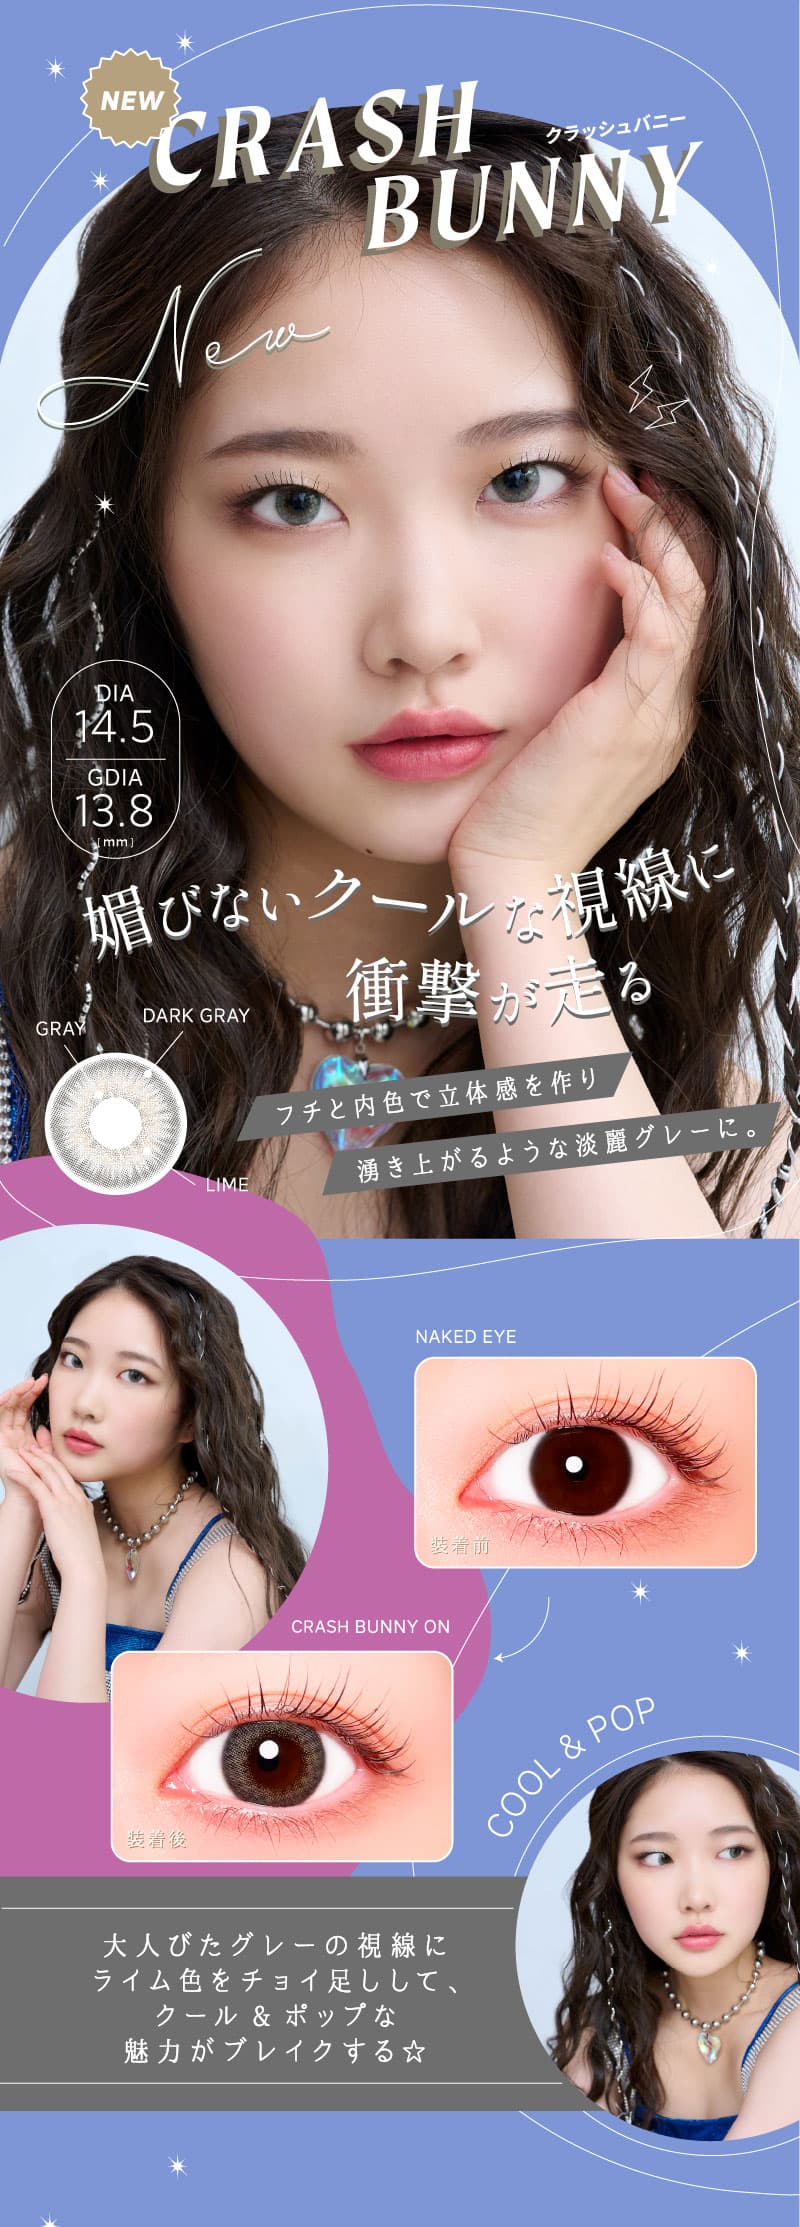 NEW
CRASH
クラッシュバニー
BUNNY
New
DIA
14.5
GDIA
13.8
[mm]
媚びないクールな視線に
衝撃が走る
GRAY
DARK GRAY
LIME
フチと内色で立体感を作り
湧き上がるような淡麗グレーに。
NAKED EYE
装着前
CRASH BUNNY ON
装着後
COOL & POP
大人びたグレーの視線に
ライム色をチョイ足しして、
クール & ポップな
魅力がブレイクする☆